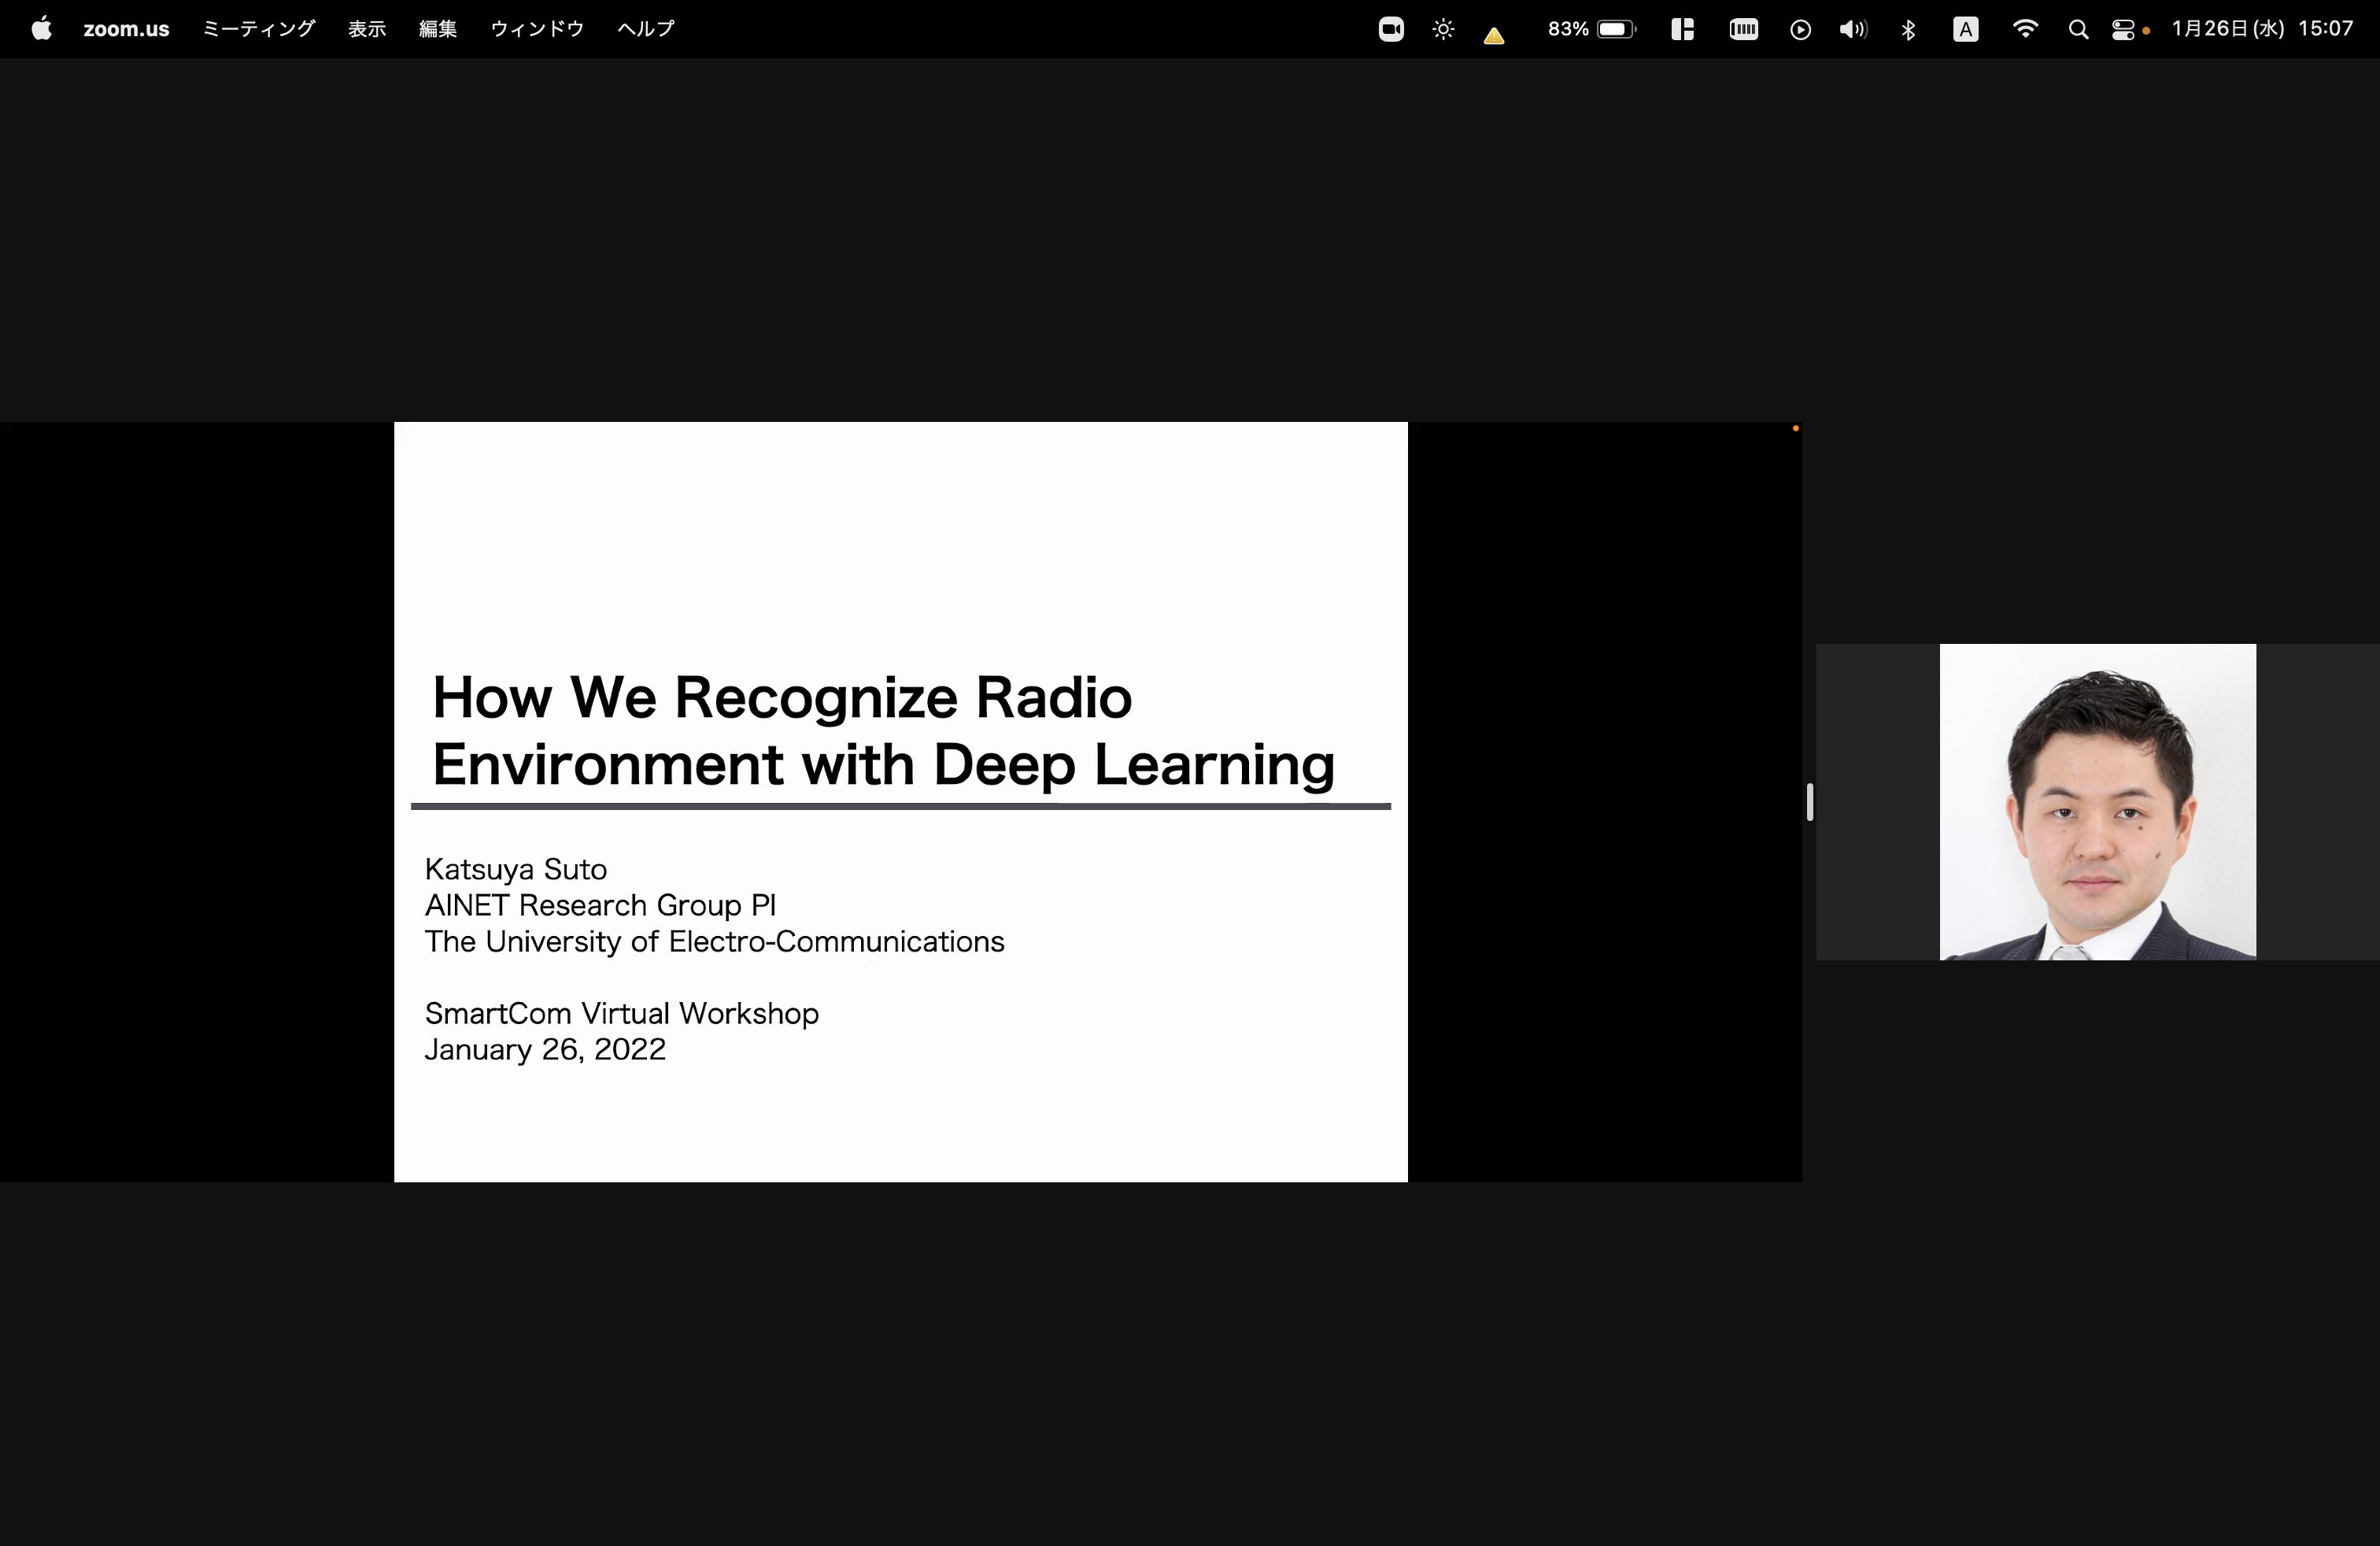 zoom.us ミーティング 表示 編集 ウィンドウ ヘルプ 83% A 1月26日(水) 15:07
How We Recognize Radio
Environment with Deep Learning
Katsuya Suto
AINET Research Group PI
The University of Electro-Communications
SmartCom Virtual Workshop
January 26, 2022